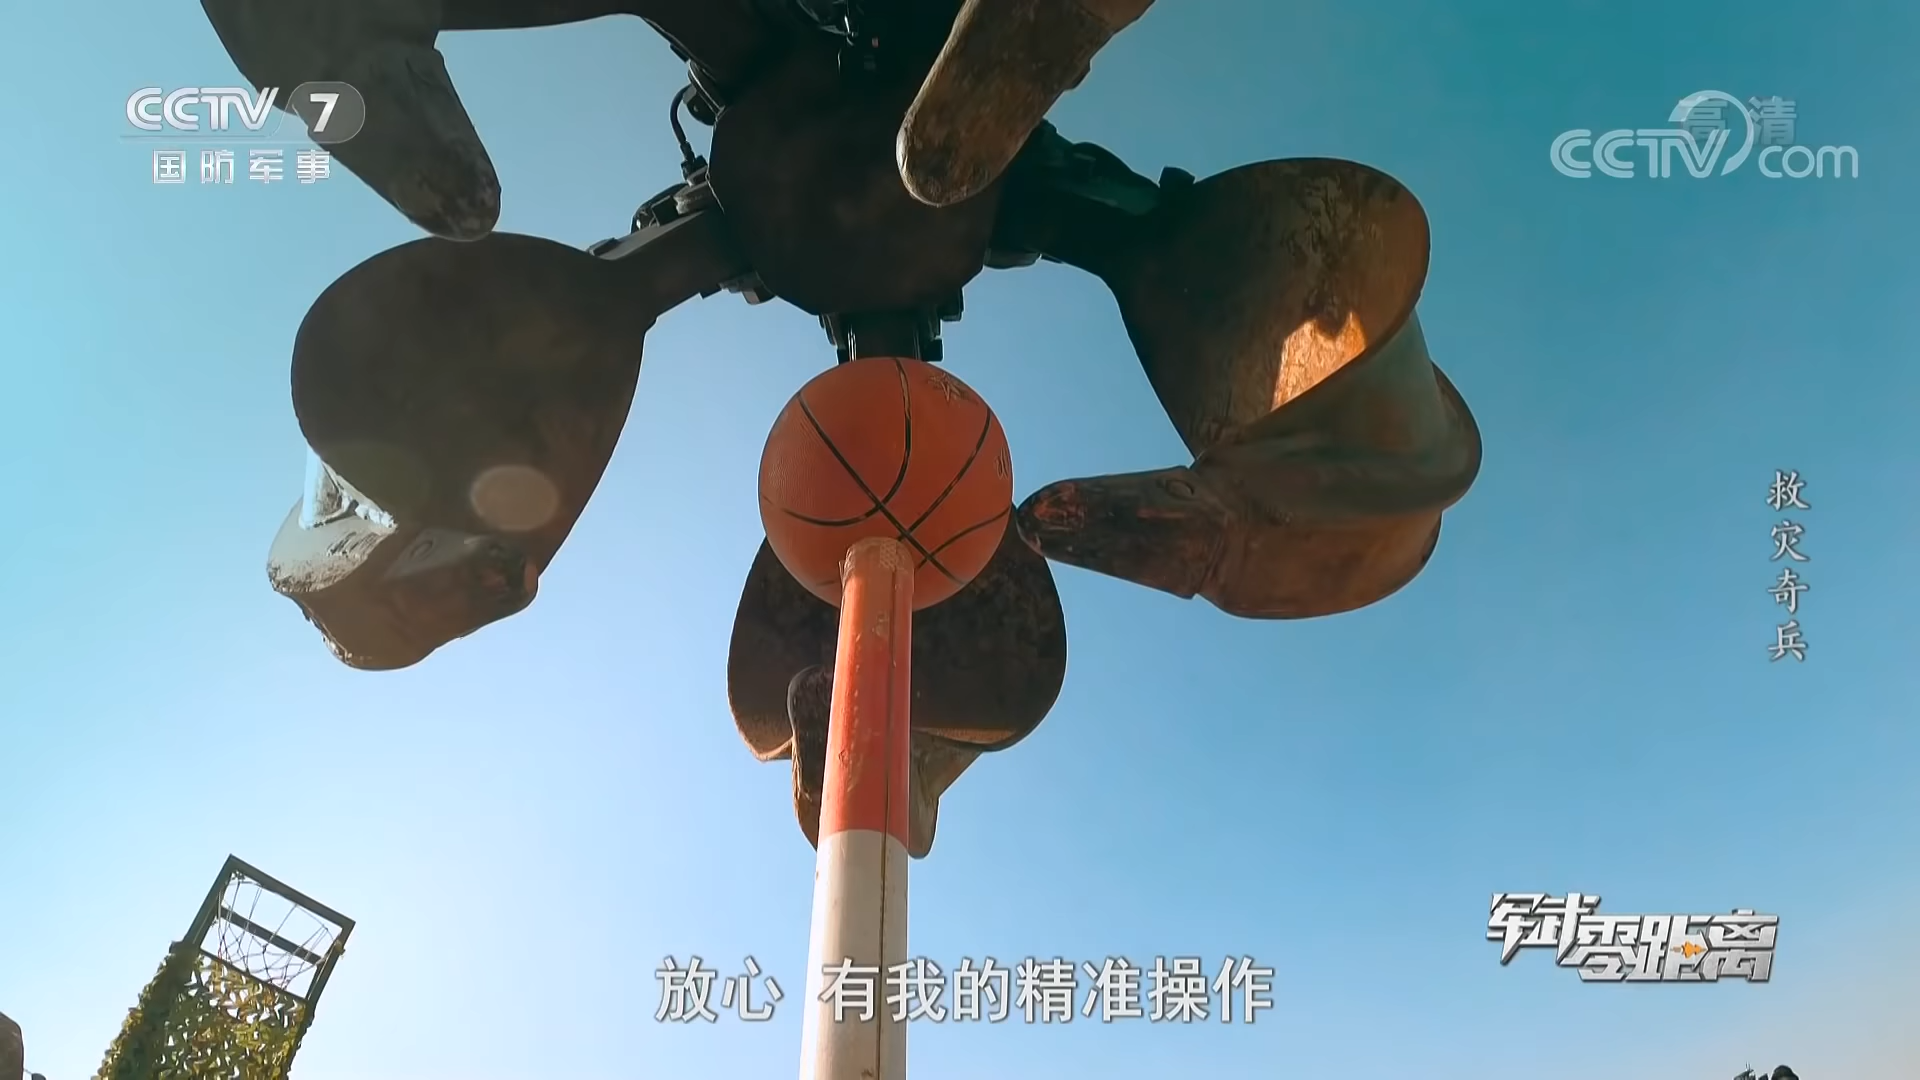 CCTV 7
国防军事
高清
CCTV.com
救灾奇兵
军武零距离
放心 有我的精准操作